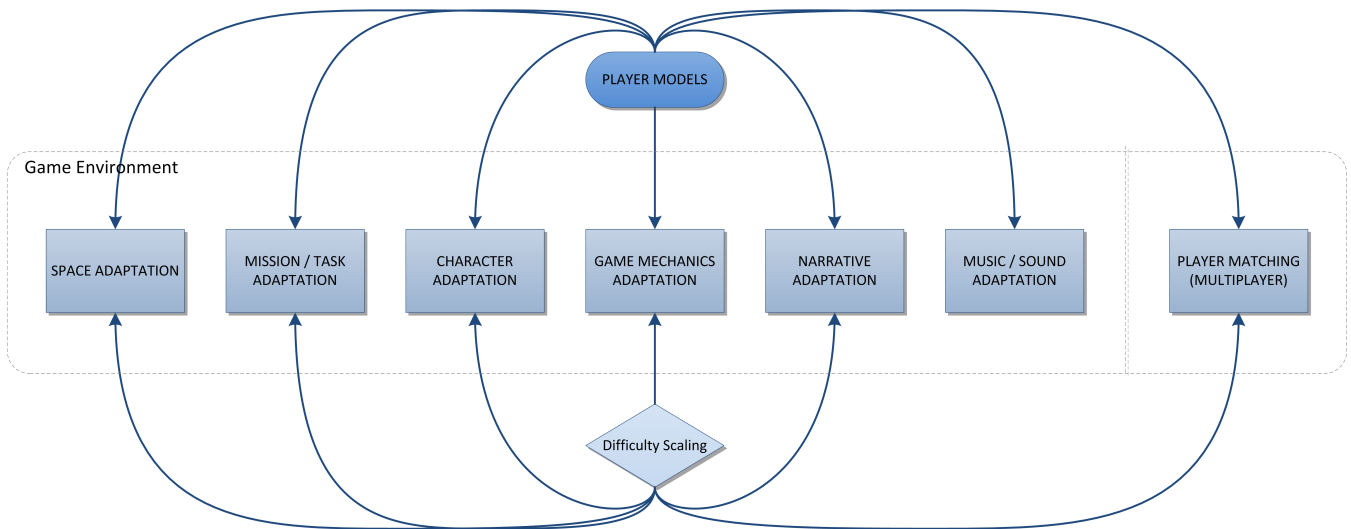 PLAYER MODELS
Game Environment
SPACE ADAPTATION
MISSION / TASK
ADAPTATION
CHARACTER
ADAPTATION
GAME MECHANICS
ADAPTATION
NARRATIVE
ADAPTATION
MUSIC / SOUND
ADAPTATION
PLAYER MATCHING
(MULTIPLAYER)
Difficulty Scaling